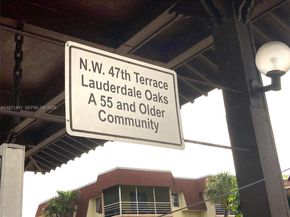 N.W. 47th Terrace
Lauderdale Oaks
A 55 and Older
Community